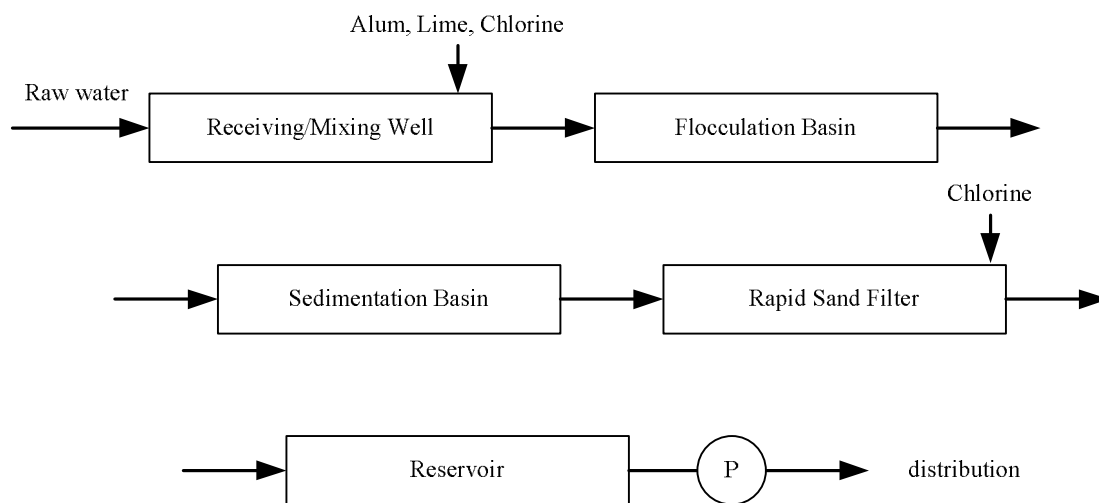 Alum, Lime, Chlorine
Raw water
Receiving/Mixing Well
Flocculation Basin
Chlorine
Sedimentation Basin
Rapid Sand Filter
Reservoir
P
distribution